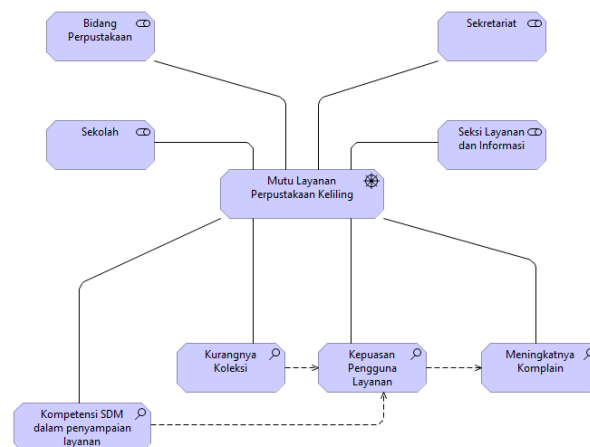 Bidang
Perpustakaan
Sekretariat
Sekolah
Seksi Layanan
dan Informasi
Mutu Layanan
Perpustakaan Keliling
Kurangnya
Koleksi
Kepuasan
Pengguna
Layanan
Meningkatnya
Komplain
Kompetensi SDM
dalam penyampaian
layanan